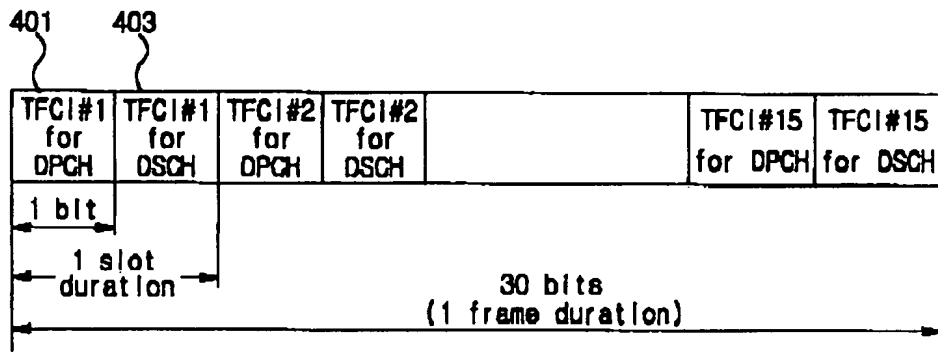 401
403
TFCI#1
for
DPCH
TFCI#1
for
DSCH
TFCI#2
for
DPCH
TFCI#2
for
DSCH
TFCI#15
for DPCH
TFCI#15
for DSCH
1 bit
1 slot
duration
30 bits
(1 frame duration)